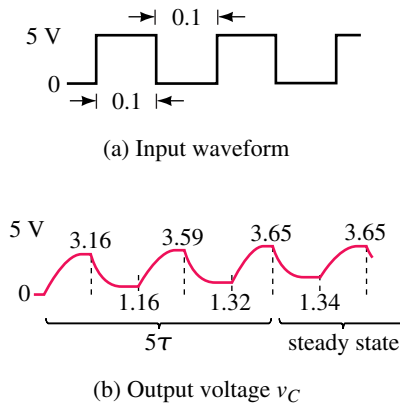 0.1
5 V
0
0.1
(a) Input waveform
5 V
3.16 3.59 3.65 3.65
0
1.16 1.32 1.34
5τ steady state
(b) Output voltage v_C